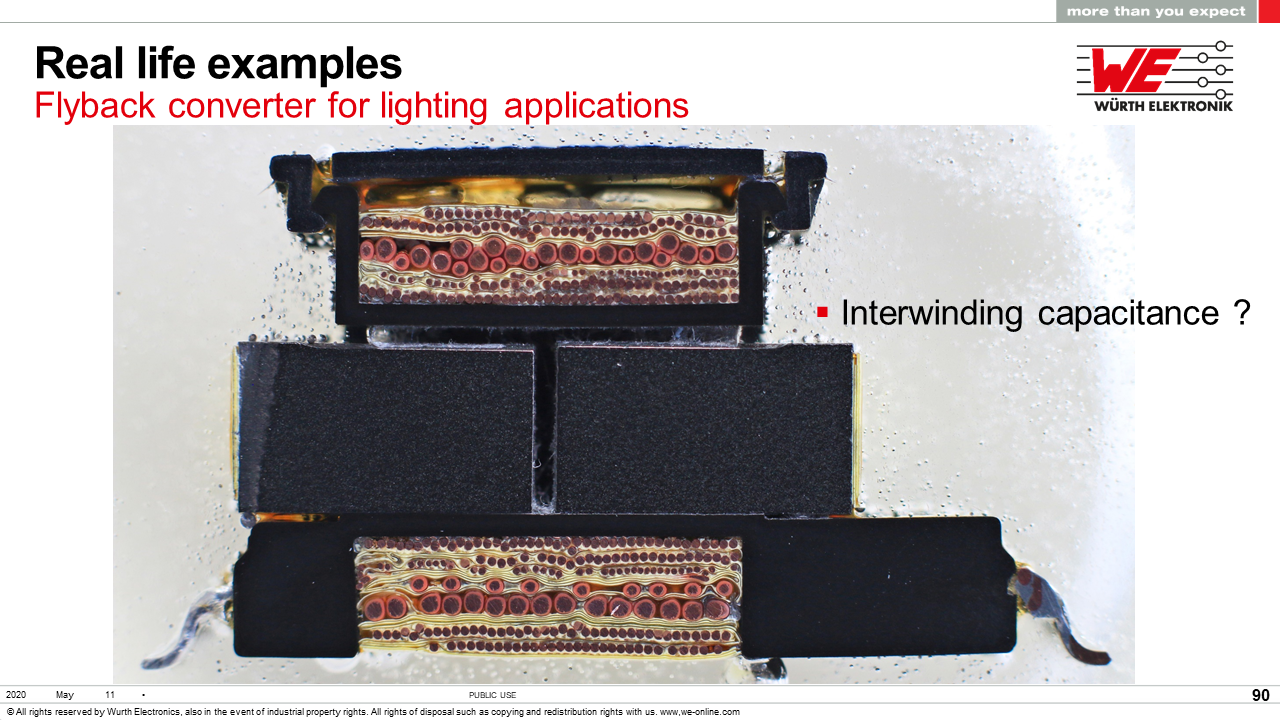 more than you expect
Real life examples
Flyback converter for lighting applications
WE
WÜRTH ELEKTRONIK
▪ Interwinding capacitance ?
2020 May 11 •
PUBLIC USE
90
© All rights reserved by Wurth Electronics, also in the event of industrial property rights. All rights of disposal such as copying and redistribution rights with us. www,we-online.com